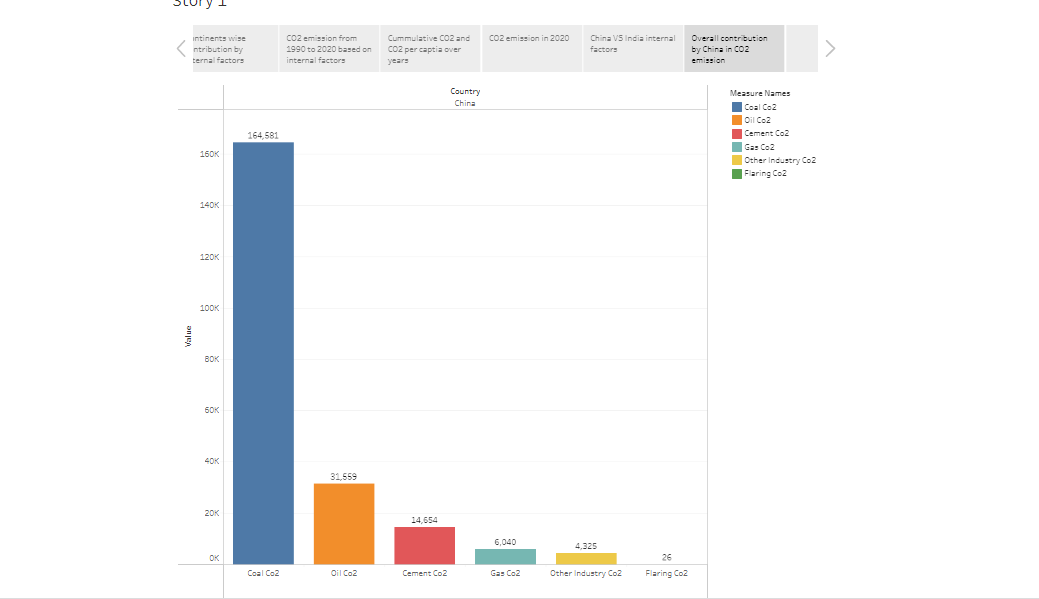 Story 1
ntinents wise
ntribution by
ternal factors
CO2 emission from
1990 to 2020 based on
internal factors
Cummulative CO2 and
CO2 per captia over
years
CO2 emission in 2020
China VS India internal
factors
Overall contribution
by China in CO2
emission
Country
China
Measure Names
Coal Co2
Oil Co2
Cement Co2
Gas Co2
Other Industry Co2
Flaring Co2
Value
160K
140K
120K
100K
80K
60K
40K
20K
0K
164,581
31,559
14,654
6,040
4,325
26
Coal Co2
Oil Co2
Cement Co2
Gas Co2
Other Industry Co2
Flaring Co2